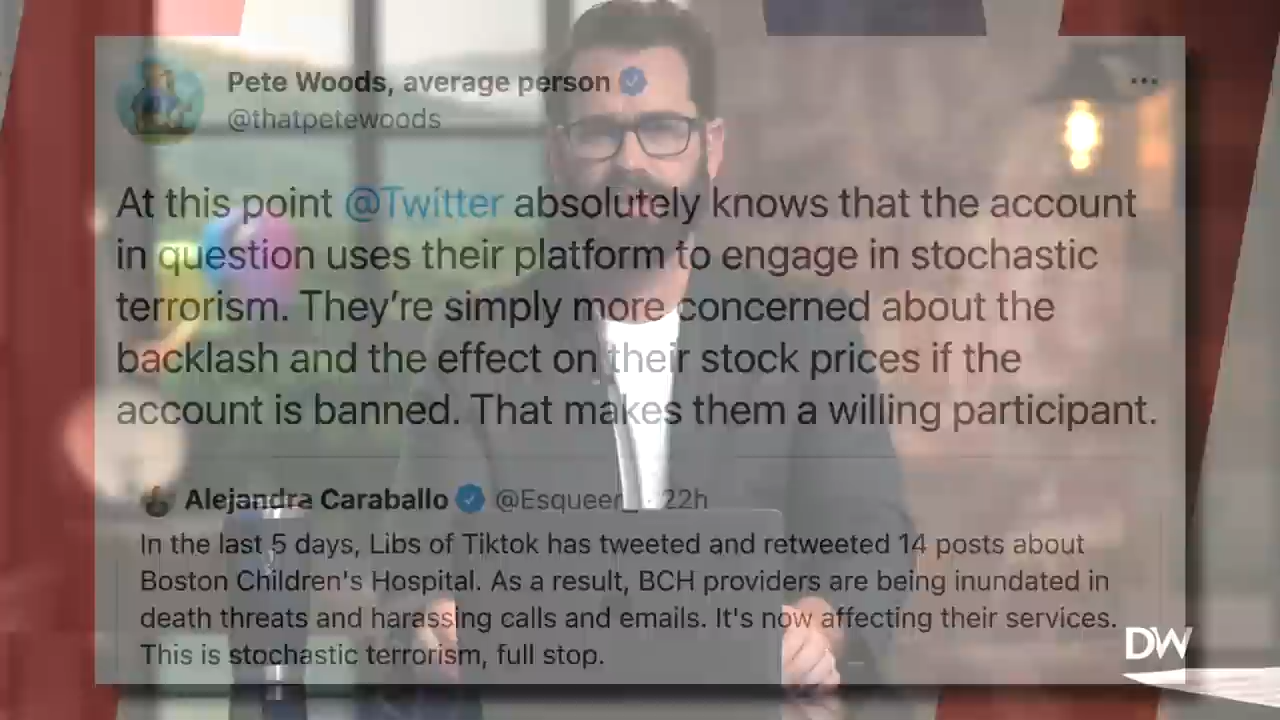 Pete Woods, average person
@thatpetewoods
At this point @Twitter absolutely knows that the account
in question uses their platform to engage in stochastic
terrorism. They’re simply more concerned about the
backlash and the effect on their stock prices if the
account is banned. That makes them a willing participant.
Alejandra Caraballo @Esqueer_ · 22h
In the last 5 days, Libs of Tiktok has tweeted and retweeted 14 posts about
Boston Children's Hospital. As a result, BCH providers are being inundated in
death threats and harassing calls and emails. It's now affecting their services.
This is stochastic terrorism, full stop.
DW